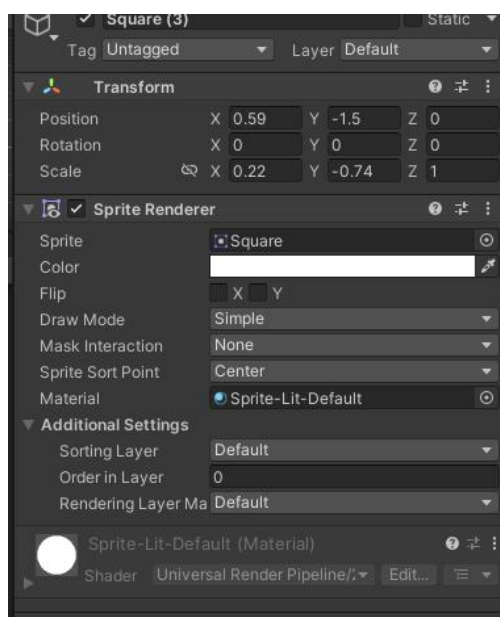 Square (3) Static
Tag Untagged Layer Default
Transform
Position X 0.59 Y -1.5 Z 0
Rotation X 0 Y 0 Z 0
Scale X 0.22 Y -0.74 Z 1
Sprite Renderer
Sprite Square
Color
Flip X Y
Draw Mode Simple
Mask Interaction None
Sprite Sort Point Center
Material Sprite-Lit-Default
Additional Settings
Sorting Layer Default
Order in Layer 0
Rendering Layer Ma Default
Sprite-Lit-Default (Material)
Shader Universal Render Pipeline/ Edit...